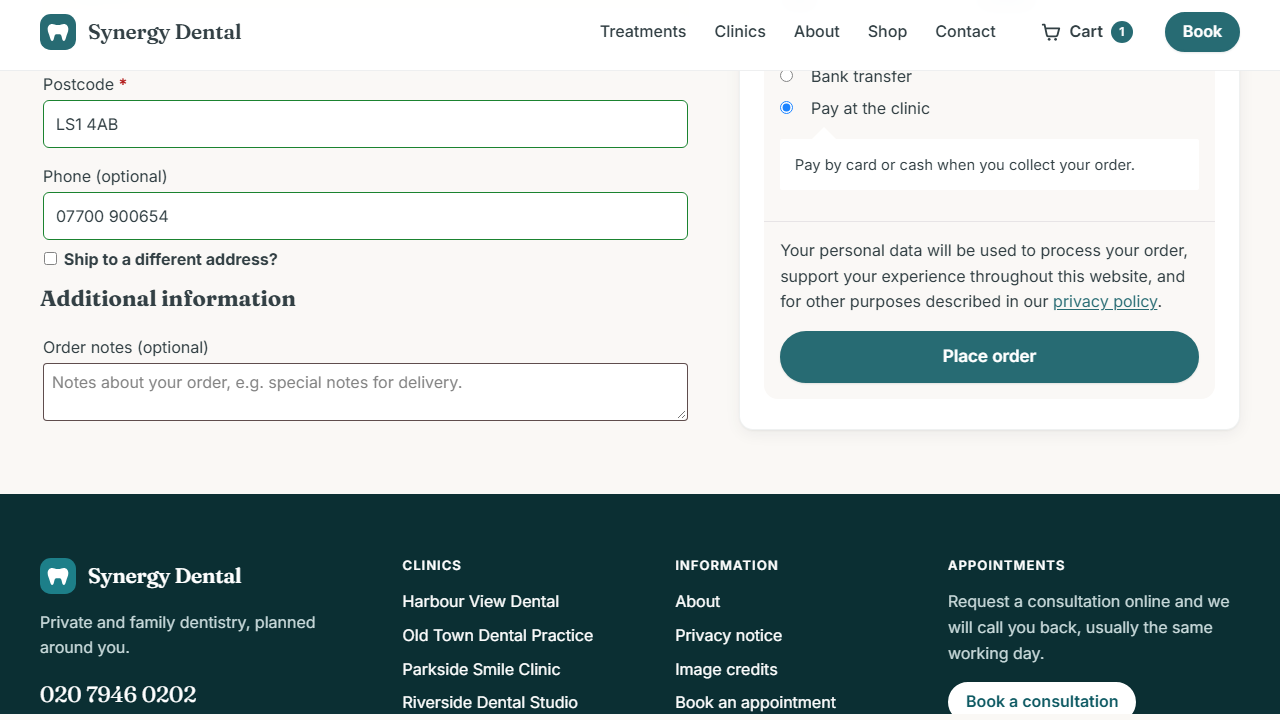 Synergy Dental
Treatments Clinics About Shop Contact Cart 1 Book
Postcode *
LS1 4AB
Phone (optional)
07700 900654
Ship to a different address?
Additional information
Order notes (optional)
Notes about your order, e.g. special notes for delivery.
Bank transfer
Pay at the clinic
Pay by card or cash when you collect your order.
Your personal data will be used to process your order,
support your experience throughout this website, and
for other purposes described in our privacy policy.
Place order
Synergy Dental
Private and family dentistry, planned
around you.
020 7946 0202
CLINICS
Harbour View Dental
Old Town Dental Practice
Parkside Smile Clinic
Riverside Dental Studio
INFORMATION
About
Privacy notice
Image credits
Book an appointment
APPOINTMENTS
Request a consultation online and we
will call you back, usually the same
working day.
Book a consultation